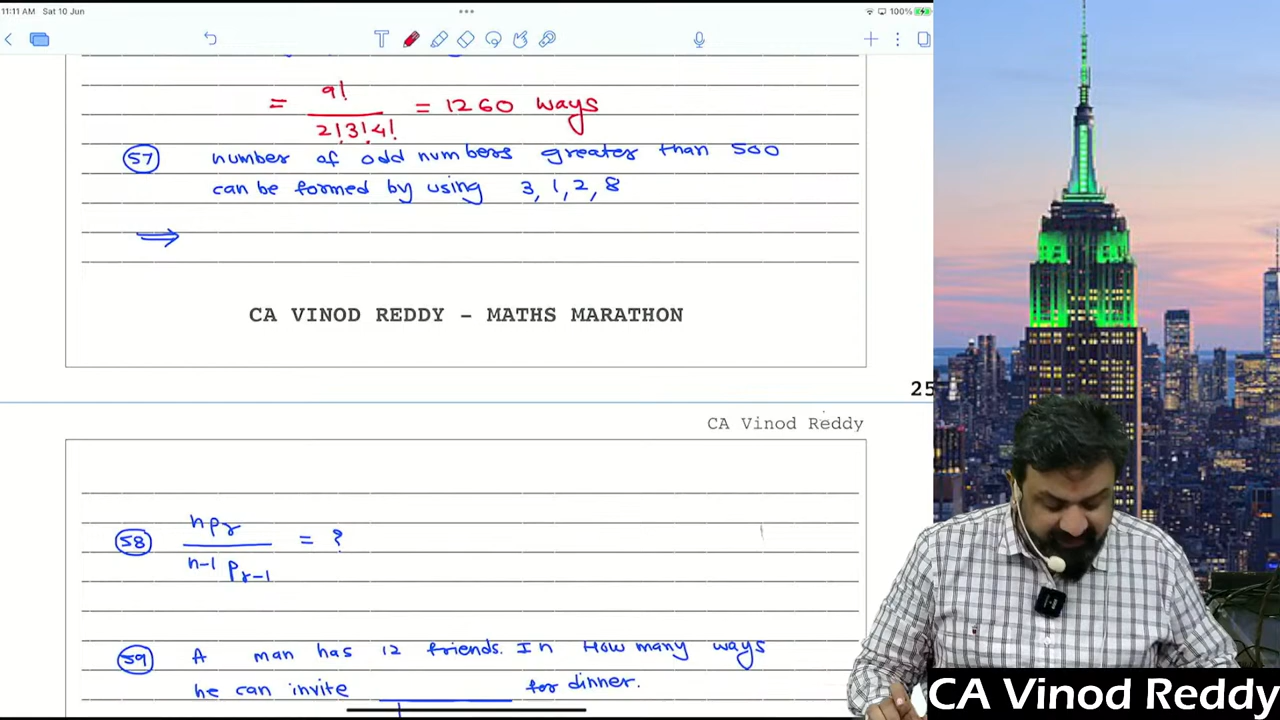 11:11 AM Sat 10 Jun
100%
T
= 9! / 2!3!4! = 1260 ways
57 number of odd numbers greater than 500
can be formed by using 3, 1, 2, 8
⇒
CA VINOD REDDY - MATHS MARATHON
25
CA Vinod Reddy
58 nPr / n-1 Pr-1 = ?
59 A man has 12 friends. In How many ways
he can invite ________ for dinner.
CA Vinod Reddy